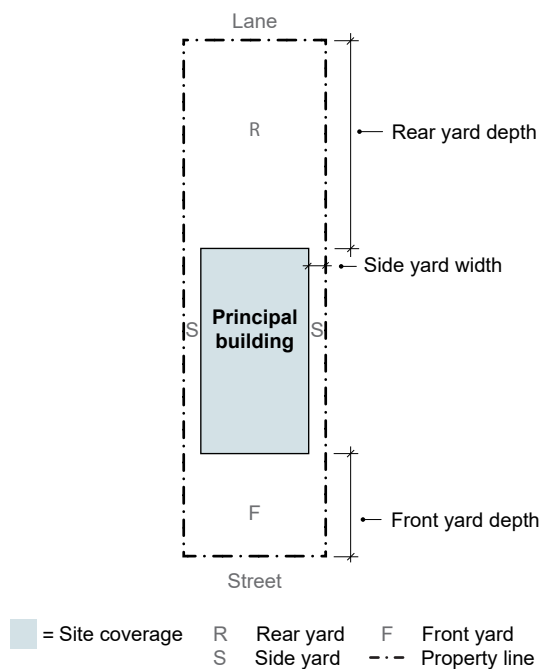 Lane
R
Rear yard depth
Side yard width
Principal
building
S
S
F
Front yard depth
Street
= Site coverage R Rear yard F Front yard
S Side yard Property line